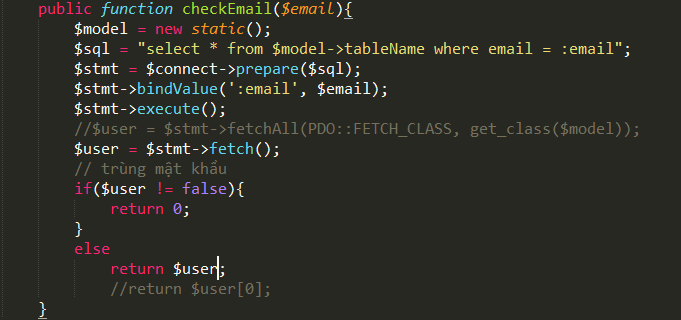 public function checkEmail($email){
$model = new static();
$sql = "select * from $model->tableName where email = :email";
$stmt = $connect->prepare($sql);
$stmt->bindValue(':email', $email);
$stmt->execute();
//$user = $stmt->fetchAll(PDO::FETCH_CLASS, get_class($model));
$user = $stmt->fetch();
// trùng mật khẩu
if($user != false){
return 0;
}
else
return $user;
//return $user[0];
}